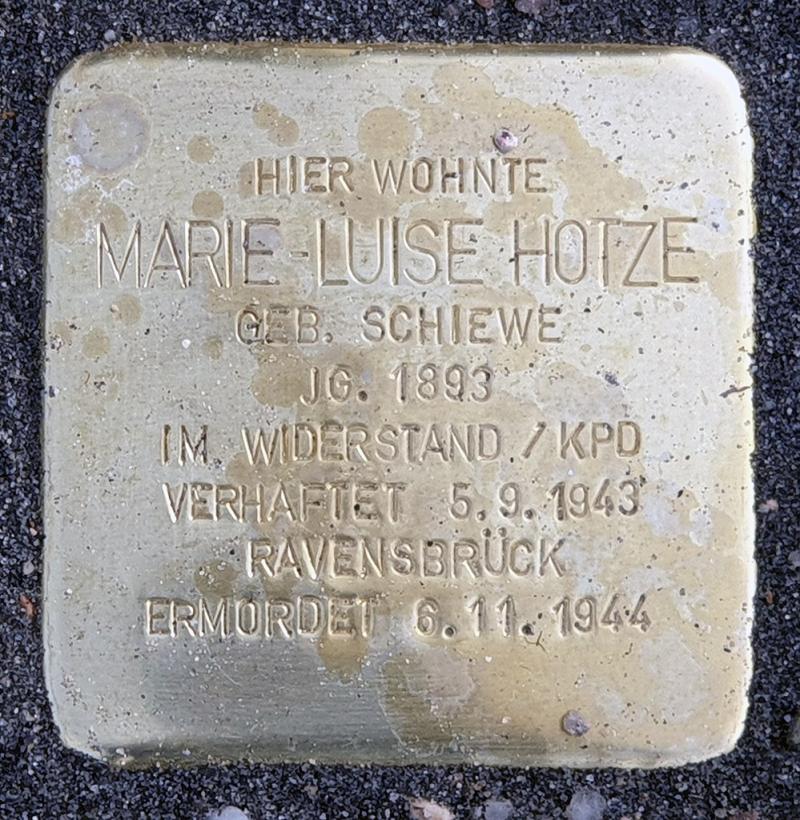 HIER WOHNTE
MARIE-LUISE HOTZE
GEB. SCHIEWE
JG. 1893
IM WIDERSTAND / KPD
VERHAFTET 5.9.1943
RAVENSBRÜCK
ERMORDET 6.11.1944